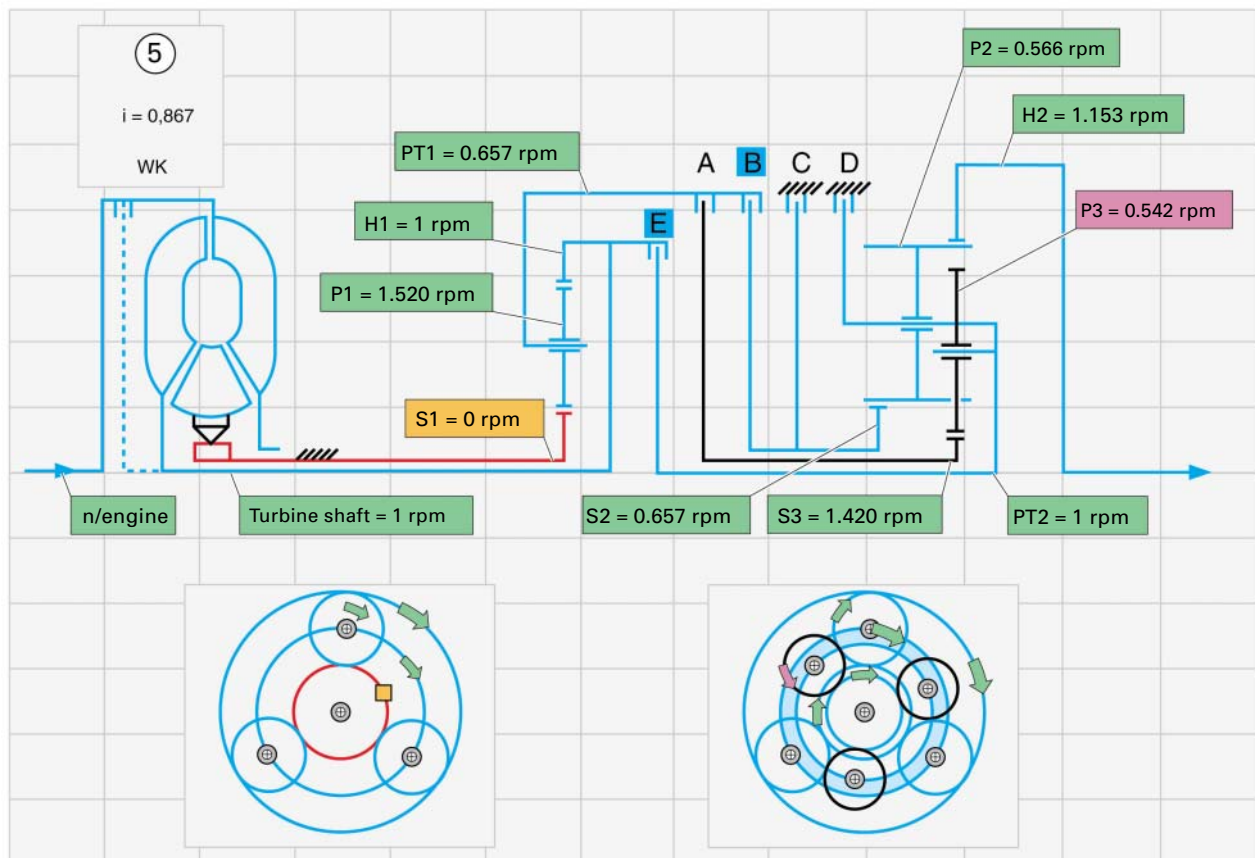 5
i = 0,867
WK
P2 = 0.566 rpm
H2 = 1.153 rpm
PT1 = 0.657 rpm
A B C D
H1 = 1 rpm
E
P3 = 0.542 rpm
P1 = 1.520 rpm
S1 = 0 rpm
n/engine
Turbine shaft = 1 rpm
S2 = 0.657 rpm
S3 = 1.420 rpm
PT2 = 1 rpm